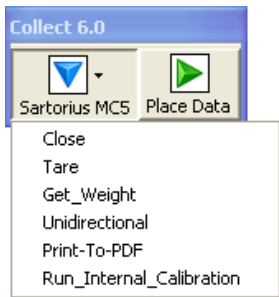 Collect 6.0
Sartorius MC5 Place Data
Close
Tare
Get_Weight
Unidirectional
Print-To-PDF
Run_Internal_Calibration